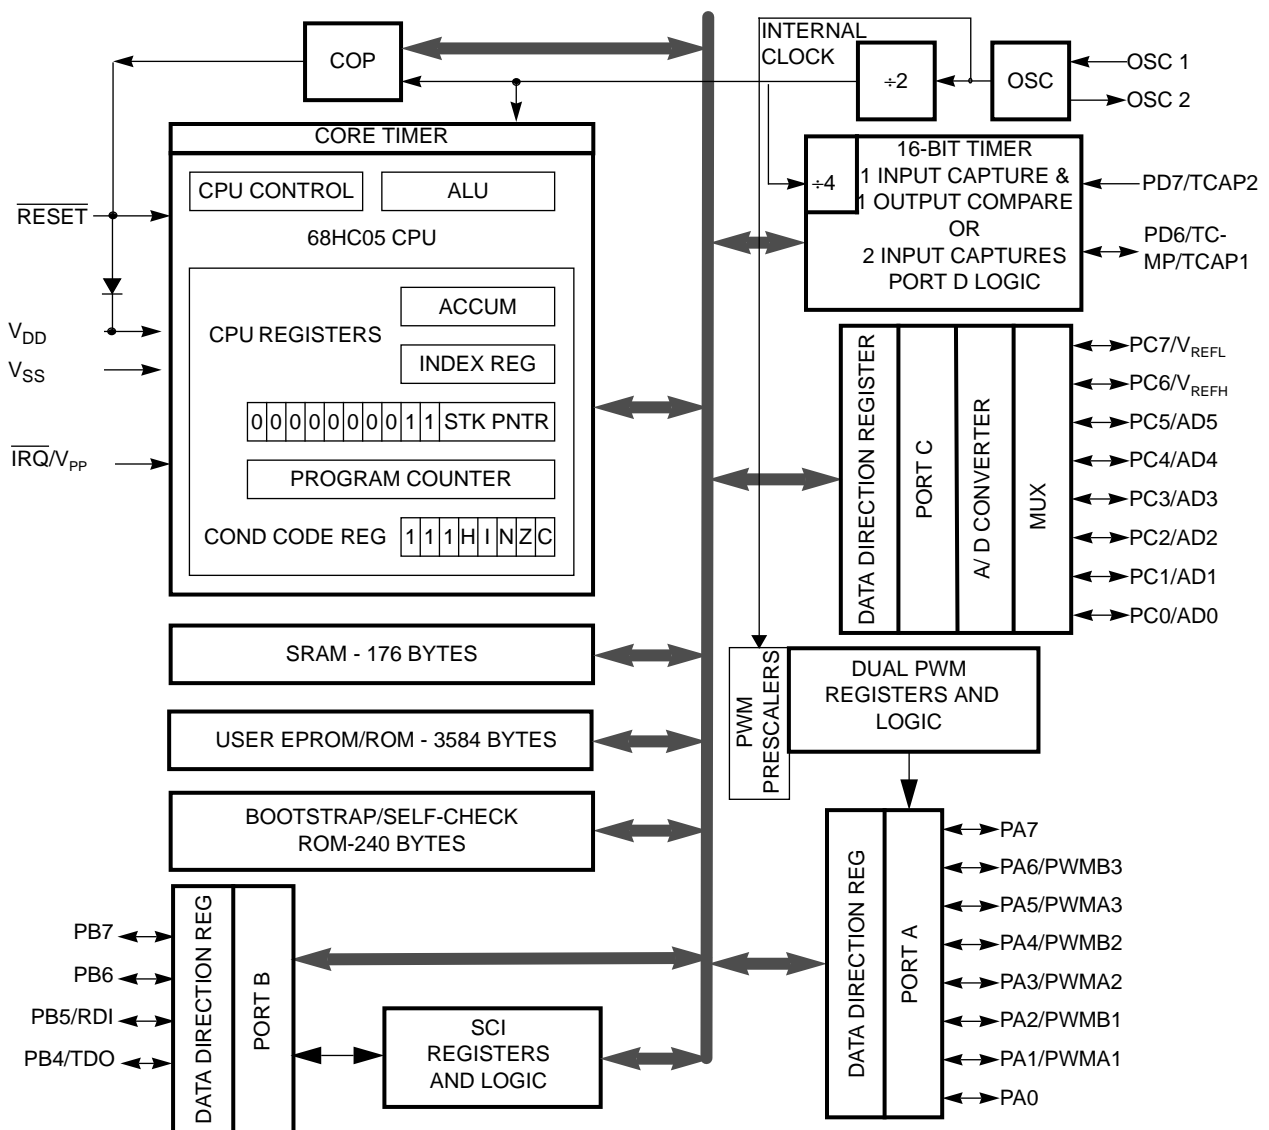 COP
INTERNAL
CLOCK
÷2
OSC
OSC 1
OSC 2
CORE TIMER
CPU CONTROL
ALU
68HC05 CPU
RESET
V_DD
V_SS
IRQ/V_PP
CPU REGISTERS
ACCUM
INDEX REG
0 0 0 0 0 0 0 0 1 1 STK PNTR
PROGRAM COUNTER
COND CODE REG 1 1 1 H I N Z C
÷4
16-BIT TIMER
1 INPUT CAPTURE &
1 OUTPUT COMPARE
OR
2 INPUT CAPTURES
PORT D LOGIC
PD7/TCAP2
PD6/TC-
MP/TCAP1
DATA DIRECTION REGISTER
PORT C
A/ D CONVERTER
MUX
PC7/V_REFL
PC6/V_REFH
PC5/AD5
PC4/AD4
PC3/AD3
PC2/AD2
PC1/AD1
PC0/AD0
SRAM - 176 BYTES
USER EPROM/ROM - 3584 BYTES
BOOTSTRAP/SELF-CHECK
ROM-240 BYTES
PWM
PRESCALERS
DUAL PWM
REGISTERS AND
LOGIC
DATA DIRECTION REG
PORT A
PA7
PA6/PWMB3
PA5/PWMA3
PA4/PWMB2
PA3/PWMA2
PA2/PWMB1
PA1/PWMA1
PA0
PB7
PB6
PB5/RDI
PB4/TDO
DATA DIRECTION REG
PORT B
SCI
REGISTERS
AND LOGIC